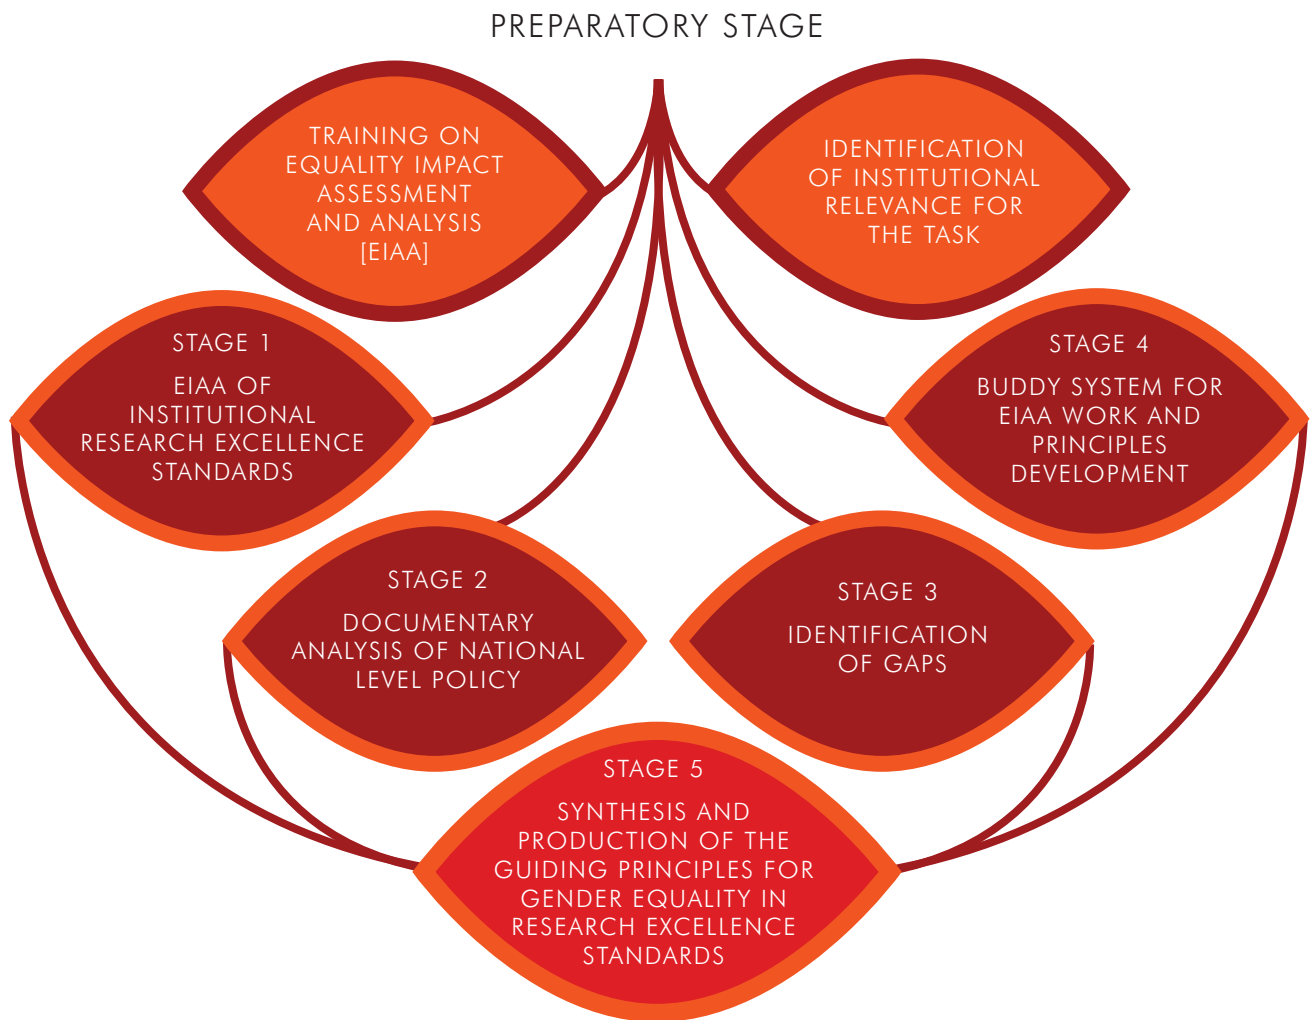 PREPARATORY STAGE
TRAINING ON
EQUALITY IMPACT
ASSESSMENT
AND ANALYSIS
[EIAA]
IDENTIFICATION
OF INSTITUTIONAL
RELEVANCE FOR
THE TASK
STAGE 1
EIAA OF
INSTITUTIONAL
RESEARCH EXCELLENCE
STANDARDS
STAGE 4
BUDDY SYSTEM FOR
EIAA WORK AND
PRINCIPLES
DEVELOPMENT
STAGE 2
DOCUMENTARY
ANALYSIS OF NATIONAL
LEVEL POLICY
STAGE 3
IDENTIFICATION
OF GAPS
STAGE 5
SYNTHESIS AND
PRODUCTION OF THE
GUIDING PRINCIPLES FOR
GENDER EQUALITY IN
RESEARCH EXCELLENCE
STANDARDS